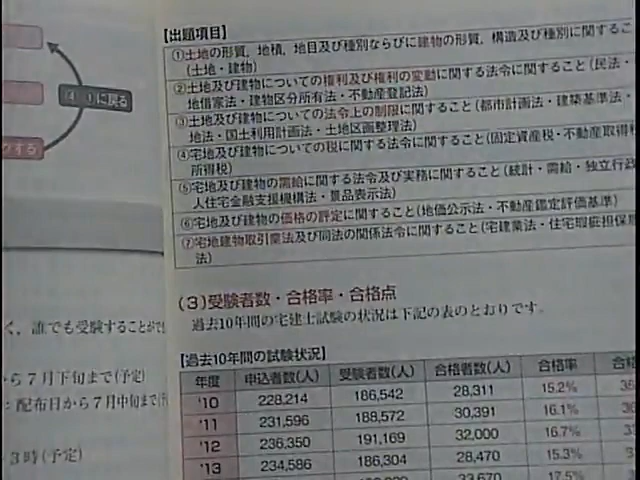 ④ ①に戻る
する
く、誰でも受験することがで
ら7月下旬まで(予定)
：配布日から7月中旬まで
3時(予定)
【出題項目】
①土地の形質、地積、地目及び種別ならびに建物の形質、構造及び種別に関するこ
(土地・建物)
②土地及び建物についての権利及び権利の変動に関する法令に関すること(民法・
地借家法・建物区分所有法・不動産登記法)
③土地及び建物についての法令上の制限に関すること(都市計画法・建築基準法・
地法・国土利用計画法・土地区画整理法)
④宅地及び建物についての税に関する法令に関すること(固定資産税・不動産取得税
所得税)
⑤宅地及び建物の需給に関する法令及び実務に関すること(統計・需給・独立行政
人住宅金融支援機構法・景品表示法)
⑥宅地及び建物の価格の評定に関すること(地価公示法・不動産鑑定評価基準)
⑦宅地建物取引業法及び同法の関係法令に関すること(宅建業法・住宅瑕疵担保
法)
(3)受験者数・合格率・合格点
過去10年間の宅建士試験の状況は下記の表のとおりです。
【過去10年間の試験状況】
年度 申込者数(人) 受験者数(人) 合格者数(人) 合格率 合格
'10 228,214 186,542 28,311 15.2%
'11 231,596 188,572 30,391 16.1%
'12 236,350 191,169 32,000 16.7%
'13 234,586 186,304 28,470 15.3%
33,670 17.5%